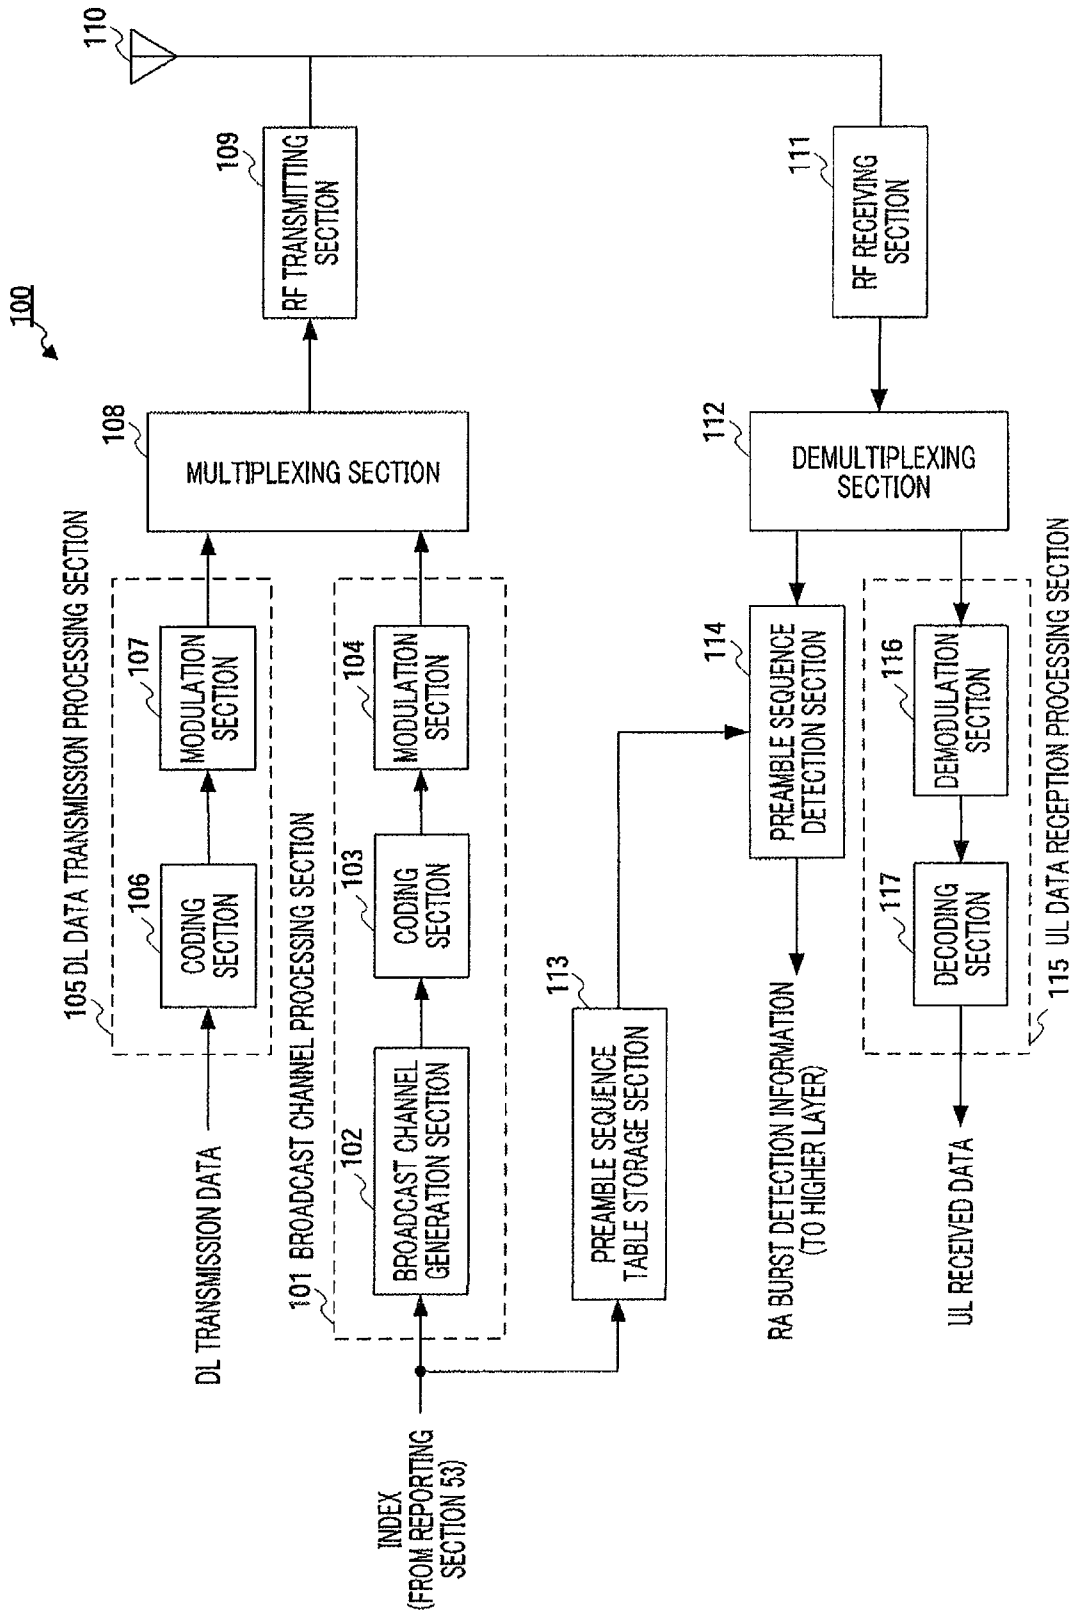 100
110
109
RF TRANSMITTING
SECTION
108
MULTIPLEXING SECTION
105 DL DATA TRANSMISSION PROCESSING SECTION
107
MODULATION
SECTION
106
CODING
SECTION
DL TRANSMISSION DATA
101 BROADCAST CHANNEL PROCESSING SECTION
104
MODULATION
SECTION
103
CODING
SECTION
102
BROADCAST CHANNEL
GENERATION SECTION
INDEX
(FROM REPORTING
SECTION 53)
113
PREAMBLE SEQUENCE
TABLE STORAGE SECTION
111
RF RECEIVING
SECTION
112
DEMULTIPLEXING
SECTION
114
PREAMBLE SEQUENCE
DETECTION SECTION
RA BURST DETECTION INFORMATION
(TO HIGHER LAYER)
116
DEMODULATION
SECTION
117
DECODING
SECTION
115 UL DATA RECEPTION PROCESSING SECTION
UL RECEIVED DATA